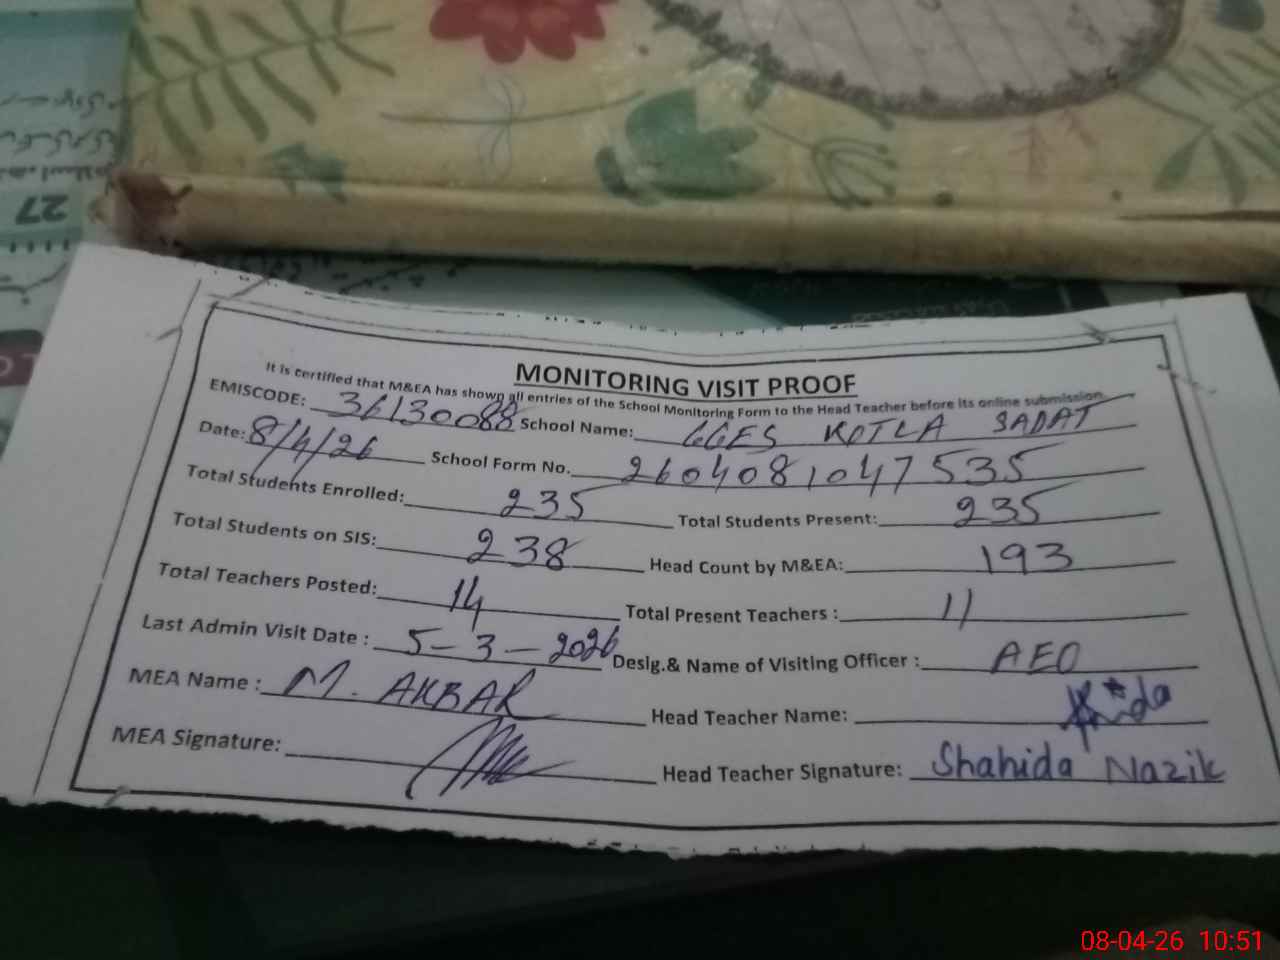 27
MONITORING VISIT PROOF
It is certified that M&EA has shown all entries of the School Monitoring Form to the Head Teacher before its online submission.
EMISCODE: 36130088 School Name: GGES KOTLA SADAT
Date: 8/4/26 School Form No. 2604081047535
Total Students Enrolled: 235 Total Students Present: 235
Total Students on SIS: 238 Head Count by M&EA: 193
Total Teachers Posted: 14 Total Present Teachers : 11
Last Admin Visit Date : 5-3-2026 Desig.& Name of Visiting Officer : AEO
MEA Name : M. AKBAR Head Teacher Name:
MEA Signature: Head Teacher Signature: Shahida Nazik
08-04-26 10:51